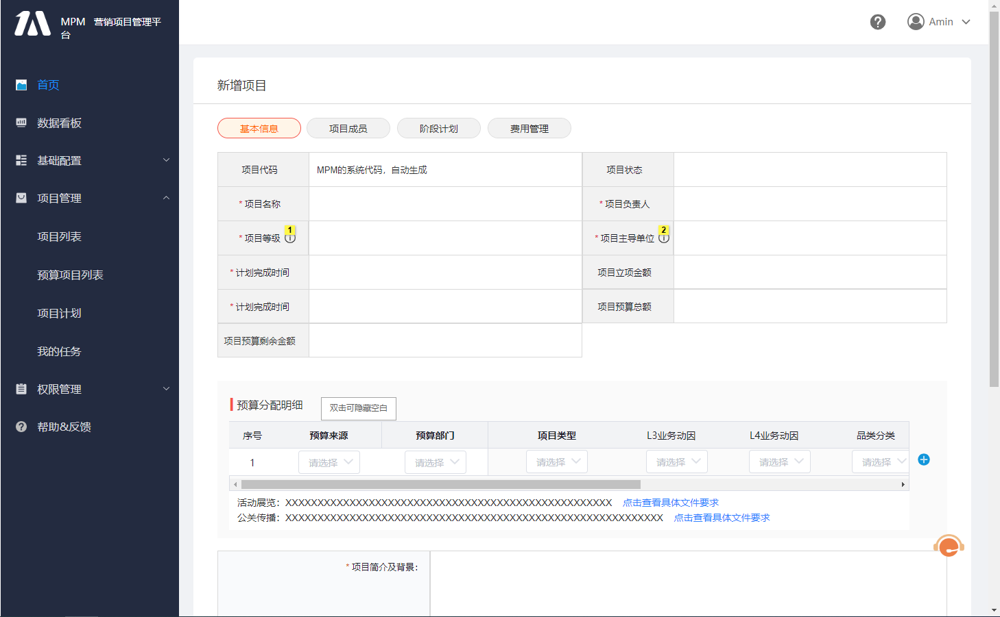 MPM 营销项目管理平
台
Amin
首页
数据看板
基础配置
项目管理
项目列表
预算项目列表
项目计划
我的任务
权限管理
帮助&反馈
新增项目
基本信息 项目成员 阶段计划 费用管理
项目代码 MPM的系统代码，自动生成 项目状态
* 项目名称 * 项目负责人
* 项目等级 1 * 项目主导单位 2
* 计划完成时间 项目立项金额
* 计划完成时间 项目预算总额
项目预算剩余金额
预算分配明细 双击可隐藏空白
序号 预算来源 预算部门 项目类型 L3业务动因 L4业务动因 品类分类
1 请选择 请选择 请选择 请选择 请选择 请选择
活动展览：XXXXXXXXXXXXXXXXXXXXXXXXXXXXXXXXXXXXXXXXXXXXXXXXXXX 点击查看具体文件要求
公关传播：XXXXXXXXXXXXXXXXXXXXXXXXXXXXXXXXXXXXXXXXXXXXXXXXXXXXXXXXXXX 点击查看具体文件要求
* 项目简介及背景：